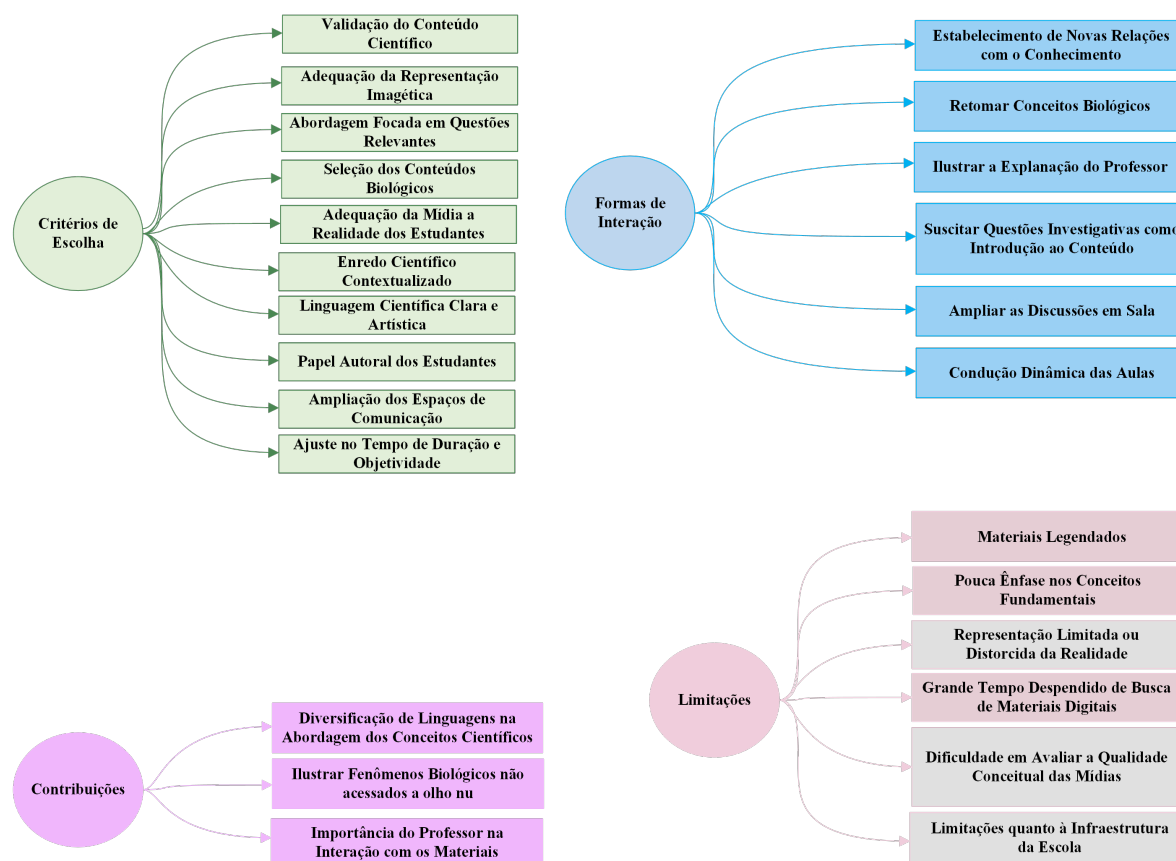 Critérios de
Escolha
Validação do Conteúdo
Científico
Adequação da Representação
Imagética
Abordagem Focada em Questões
Relevantes
Seleção dos Conteúdos
Biológicos
Adequação da Mídia a
Realidade dos Estudantes
Enredo Científico
Contextualizado
Linguagem Científica Clara e
Artística
Papel Autoral dos Estudantes
Ampliação dos Espaços de
Comunicação
Ajuste no Tempo de Duração e
Objetividade
Formas de
Interação
Estabelecimento de Novas Relações
com o Conhecimento
Retomar Conceitos Biológicos
Ilustrar a Explanação do Professor
Suscitar Questões Investigativas como
Introdução ao Conteúdo
Ampliar as Discussões em Sala
Condução Dinâmica das Aulas
Contribuições
Diversificação de Linguagens na
Abordagem dos Conceitos Científicos
Ilustrar Fenômenos Biológicos não
acessados a olho nu
Importância do Professor na
Interação com os Materiais
Limitações
Materiais Legendados
Pouca Ênfase nos Conceitos
Fundamentais
Representação Limitada ou
Distorcida da Realidade
Grande Tempo Despendido de Busca
de Materiais Digitais
Dificuldade em Avaliar a Qualidade
Conceitual das Mídias
Limitações quanto à Infraestrutura
da Escola